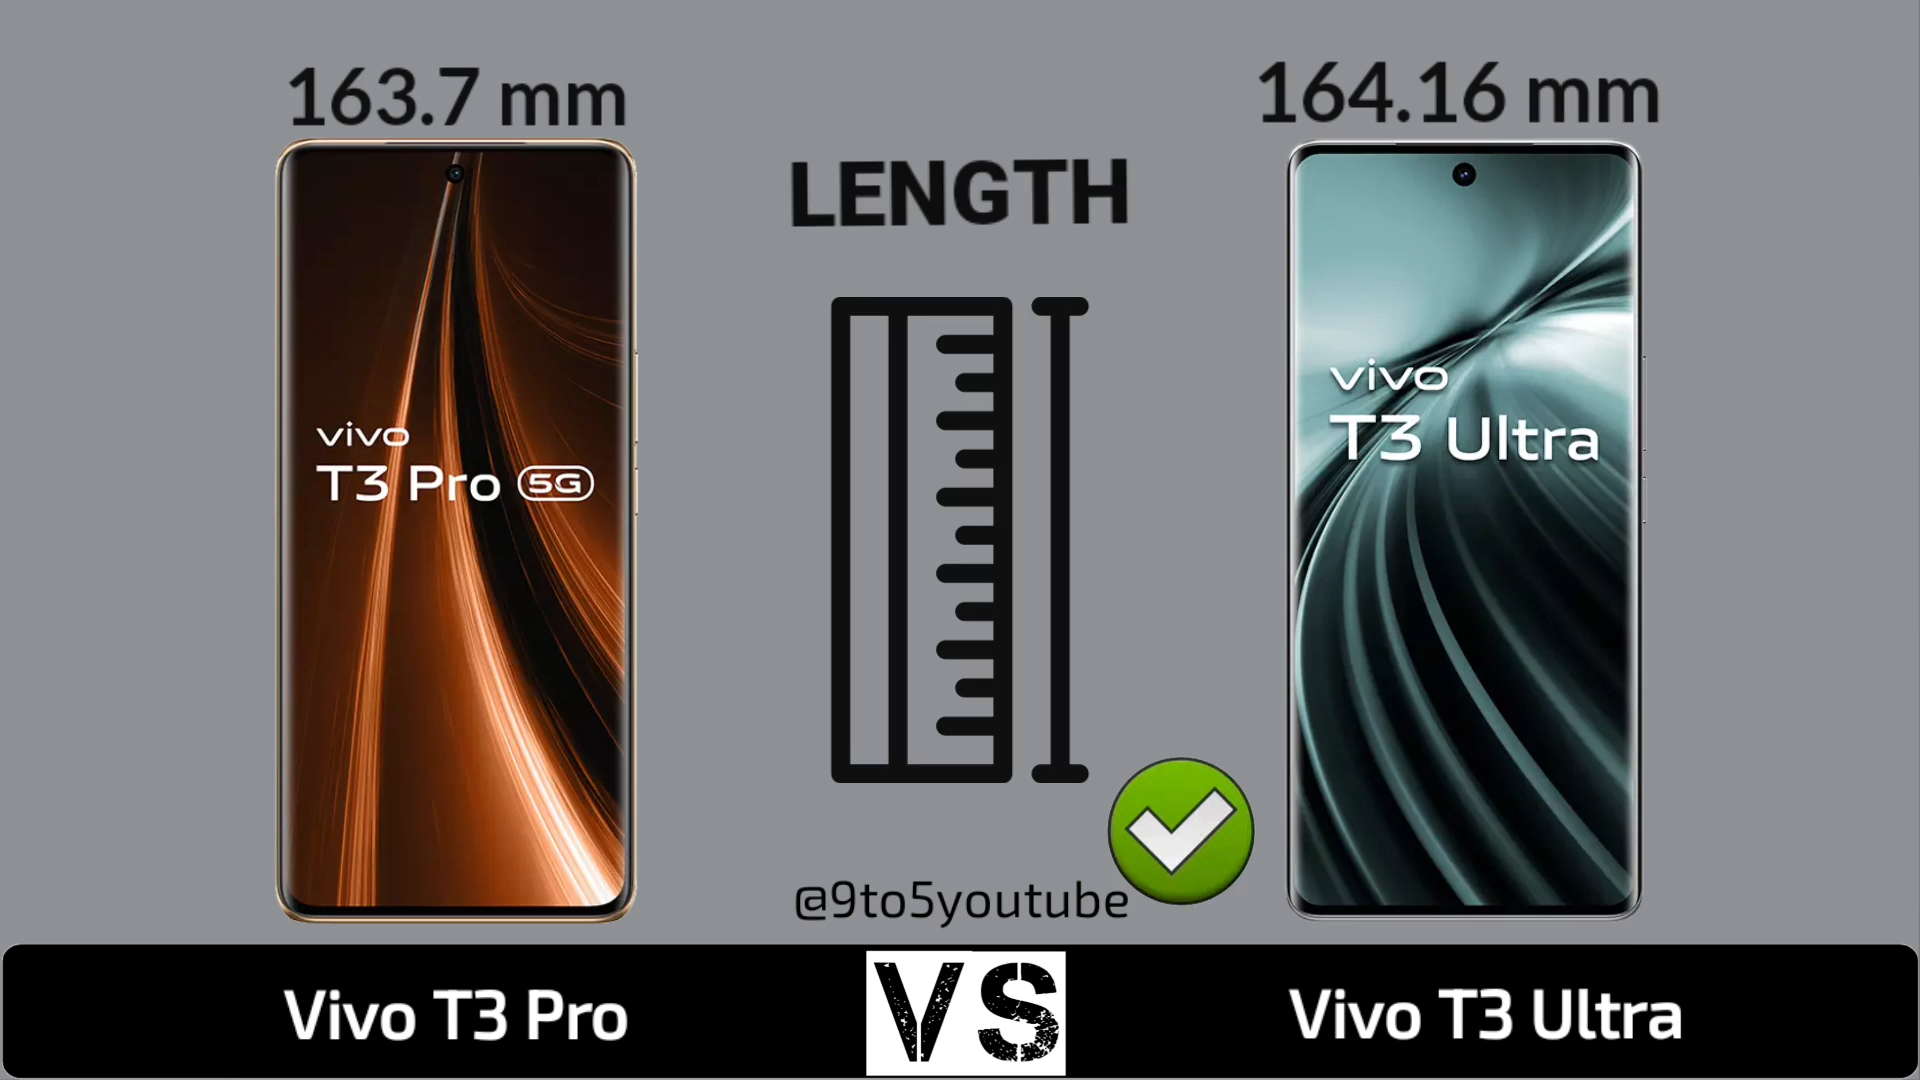 163.7 mm
164.16 mm
LENGTH
vivo
T3 Pro 5G
vivo
T3 Ultra
@9to5youtube
Vivo T3 Pro
VS
Vivo T3 Ultra